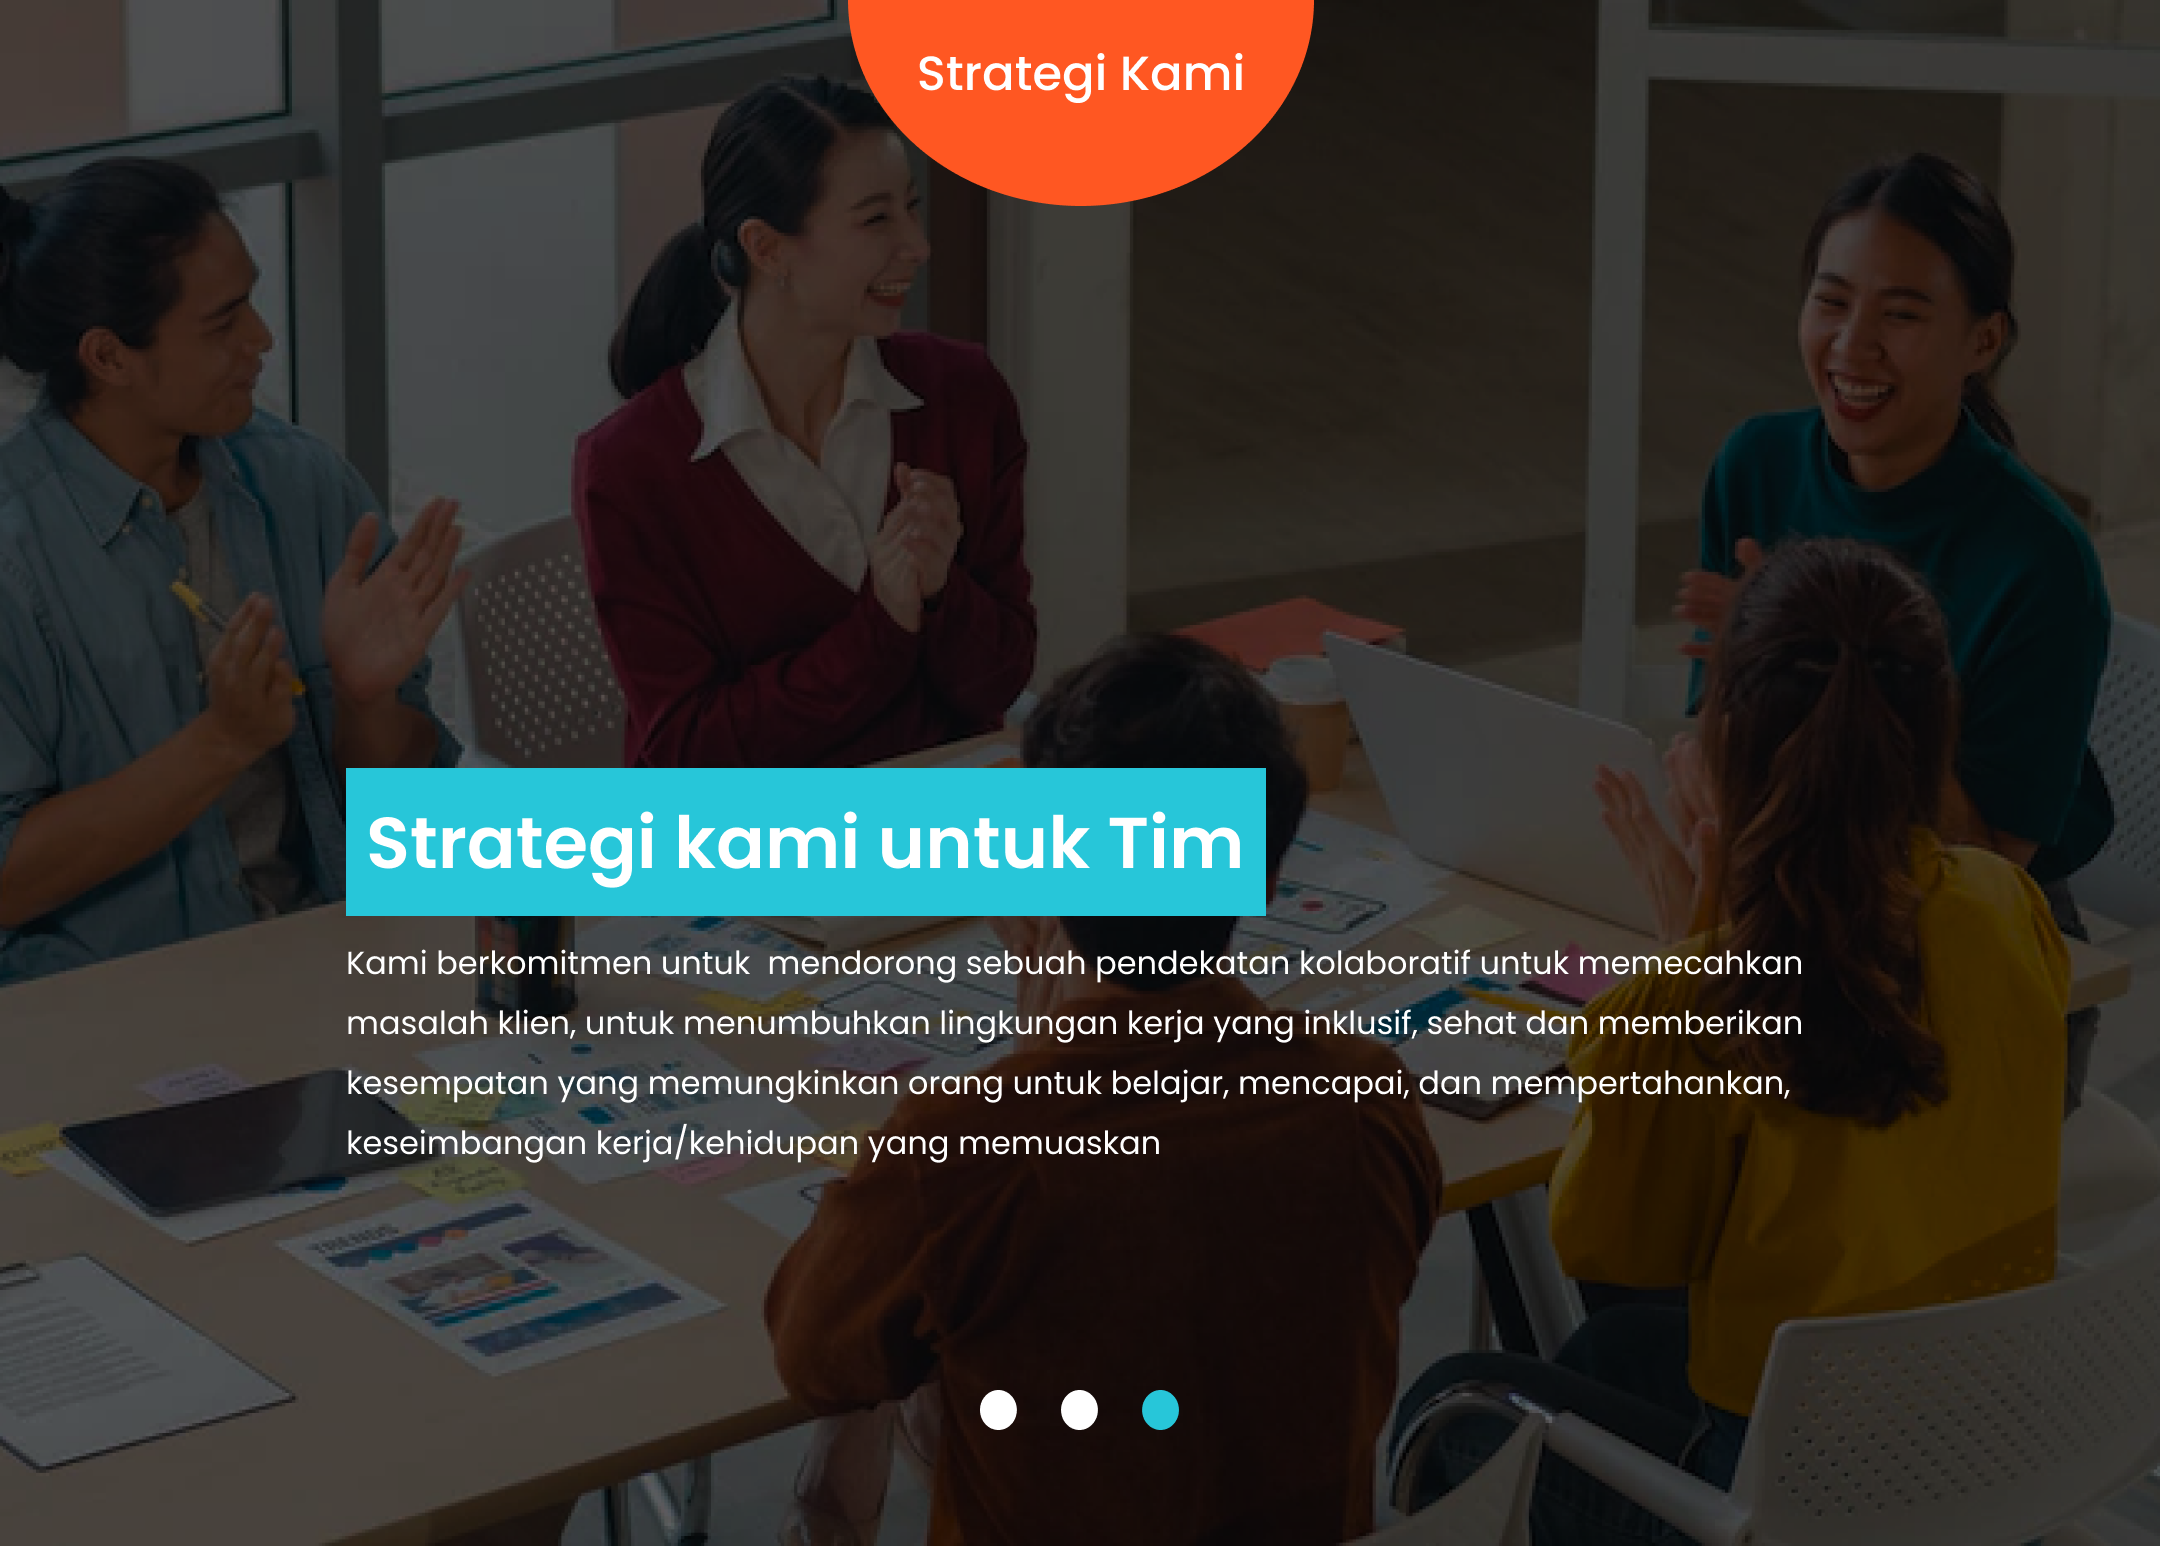 Strategi Kami
Strategi kami untuk Tim
Kami berkomitmen untuk  mendorong sebuah pendekatan kolaboratif untuk memecahkan
masalah klien, untuk menumbuhkan lingkungan kerja yang inklusif, sehat dan memberikan
kesempatan yang memungkinkan orang untuk belajar, mencapai, dan mempertahankan,
keseimbangan kerja/kehidupan yang memuaskan
TRENDS